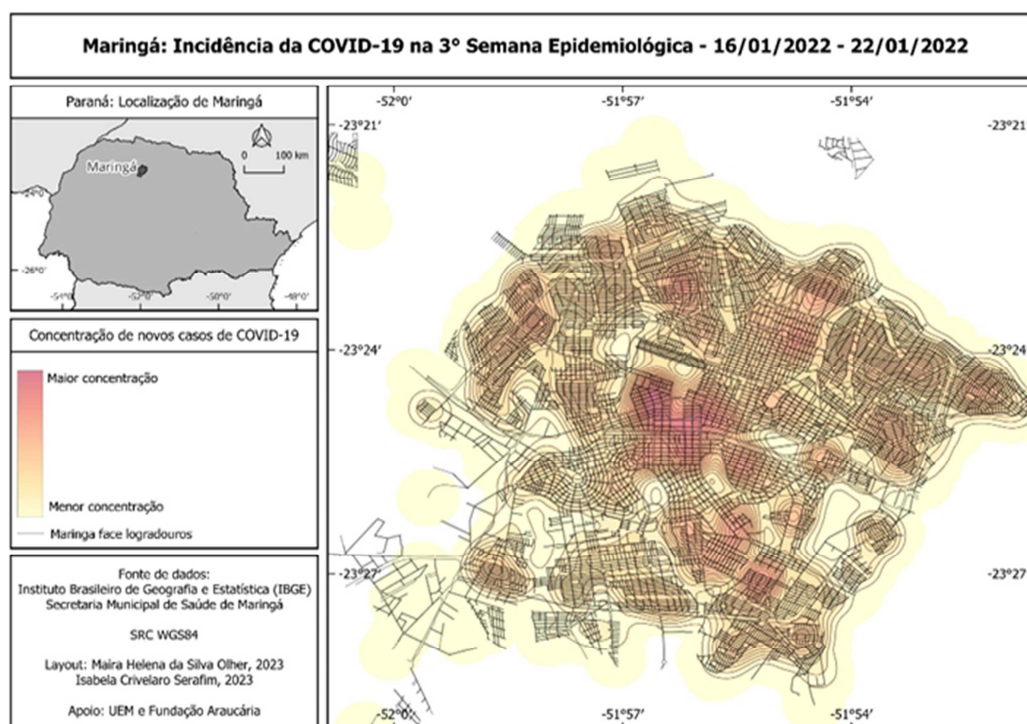 Maringá: Incidência da COVID-19 na 3° Semana Epidemiológica - 16/01/2022 - 22/01/2022
Paraná: Localização de Maringá
Maringá
0 100 km
-24°0'
-26°0'
-54°0' -52°0' -50°0' -48°0'
Concentração de novos casos de COVID-19
Maior concentração
Menor concentração
Maringa face logradouros
Fonte de dados:
Instituto Brasileiro de Geografia e Estatística (IBGE)
Secretaria Municipal de Saúde de Maringá
SRC WGS84
Layout: Maira Helena da Silva Olher, 2023
Isabela Crivelaro Serafim, 2023
Apoio: UEM e Fundação Araucária
-52°0' -51°57' -51°54'
-23°21' -23°21'
-23°24' -23°24'
-23°27' -23°27'
-52°0' -51°57' -51°54'